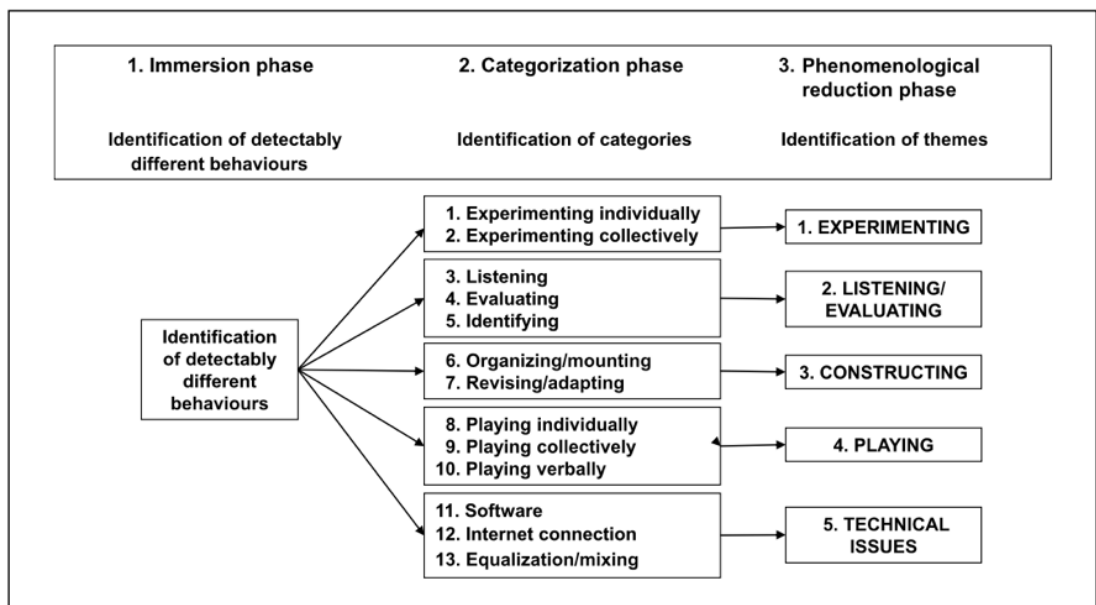 1. Immersion phase
2. Categorization phase
3. Phenomenological
reduction phase
Identification of detectably
different behaviours
Identification of categories
Identification of themes
Identification
of detectably
different
behaviours
1. Experimenting individually
2. Experimenting collectively
1. EXPERIMENTING
3. Listening
4. Evaluating
5. Identifying
2. LISTENING/
EVALUATING
6. Organizing/mounting
7. Revising/adapting
3. CONSTRUCTING
8. Playing individually
9. Playing collectively
10. Playing verbally
4. PLAYING
11. Software
12. Internet connection
13. Equalization/mixing
5. TECHNICAL
ISSUES